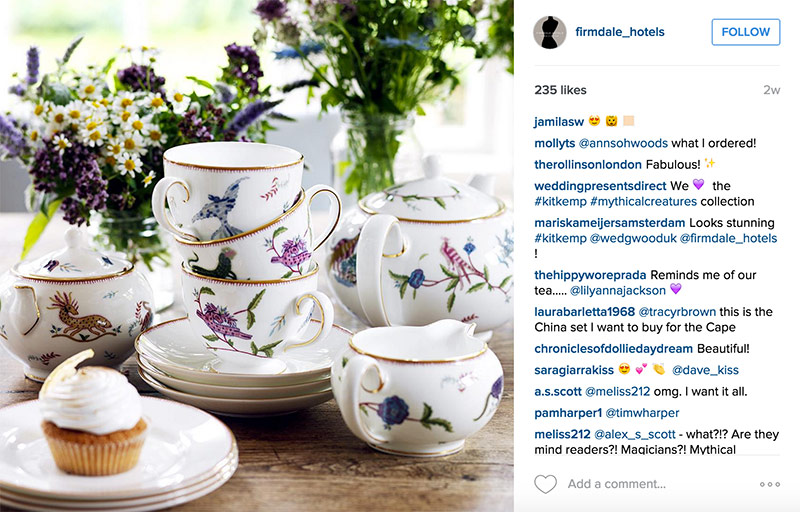 firmdale_hotels
FOLLOW
235 likes
2w
jamilasw 😍
mollyts @annsohwoods what I ordered!
therollinsonlondon Fabulous! ✨
weddingpresentsdirect We 💜 the
#kitkemp #mythicalcreatures collection
mariskameijersamsterdam Looks stunning
#kitkemp @wedgwooduk @firmdale_hotels
!
thehippyworeprada Reminds me of our
tea..... @lilyannajackson 💜
laurabarletta1968 @tracyrbrown this is the
China set I want to buy for the Cape
chroniclesofdolliedaydream Beautiful!
saragiarrakiss 😍 💕 👏 @dave_kiss
a.s.scott @meliss212 omg. I want it all.
pamharper1 @timwharper
meliss212 @alex_s_scott - what?!? Are they
mind readers?! Magicians?! Mythical
Add a comment...